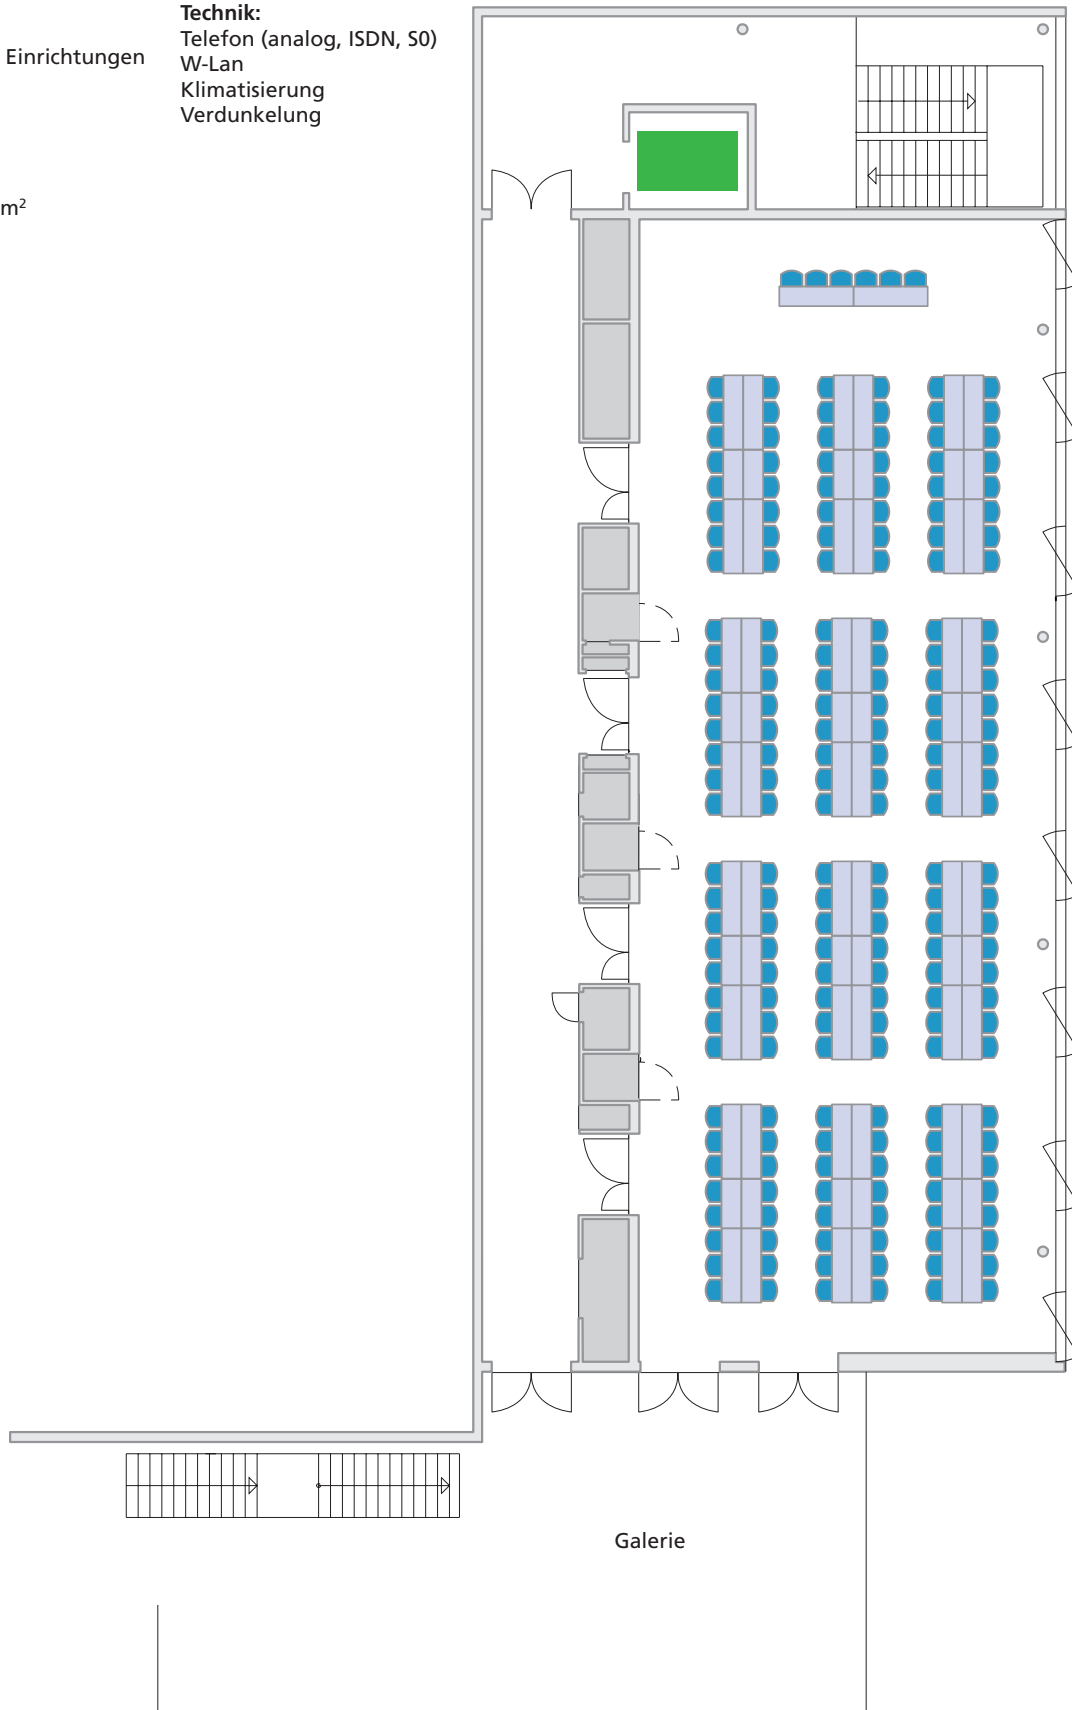 Technik:
Telefon (analog, ISDN, S0)
Einrichtungen
W-Lan
Klimatisierung
Verdunkelung
m²
Galerie